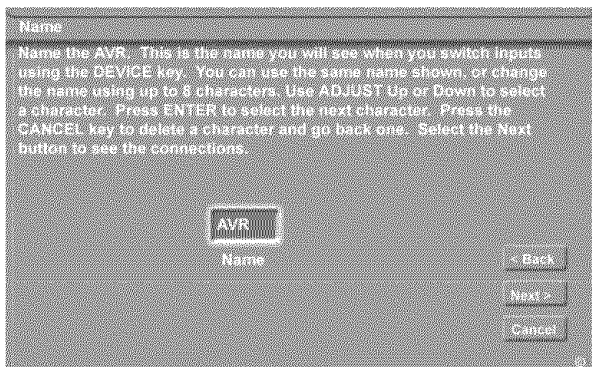 Name
Name the AVR. This is the name you will see when you switch inputs
using the DEVICE key. You can use the same name shown, or change
the name using up to 8 characters. Use ADJUST Up or Down to select
a character. Press ENTER to select the next character. Press the
CANCEL key to delete a character and go back one. Select the Next
button to see the connections.
AVR
Name
< Back
Next >
Cancel